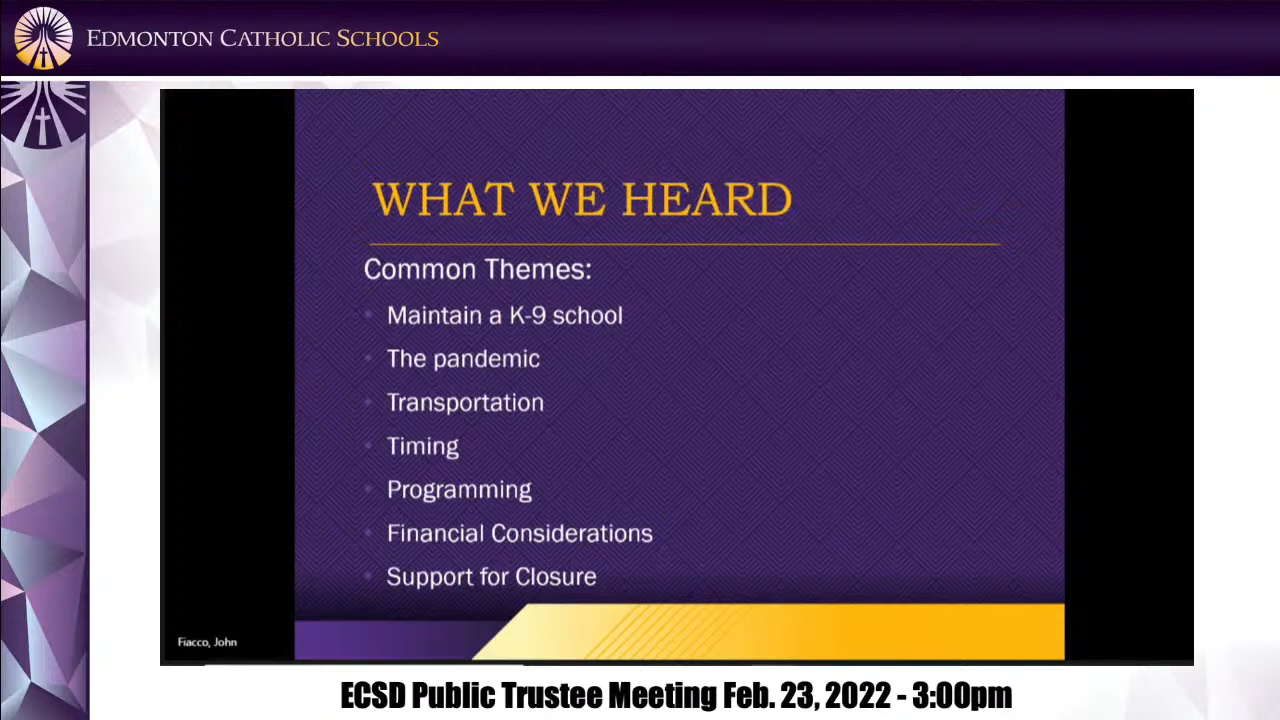 EDMONTON CATHOLIC SCHOOLS
WHAT WE HEARD
Common Themes:
Maintain a K-9 school
The pandemic
Transportation
Timing
Programming
Financial Considerations
Support for Closure
Fiacco, John
ECSD Public Trustee Meeting Feb. 23, 2022 - 3:00pm